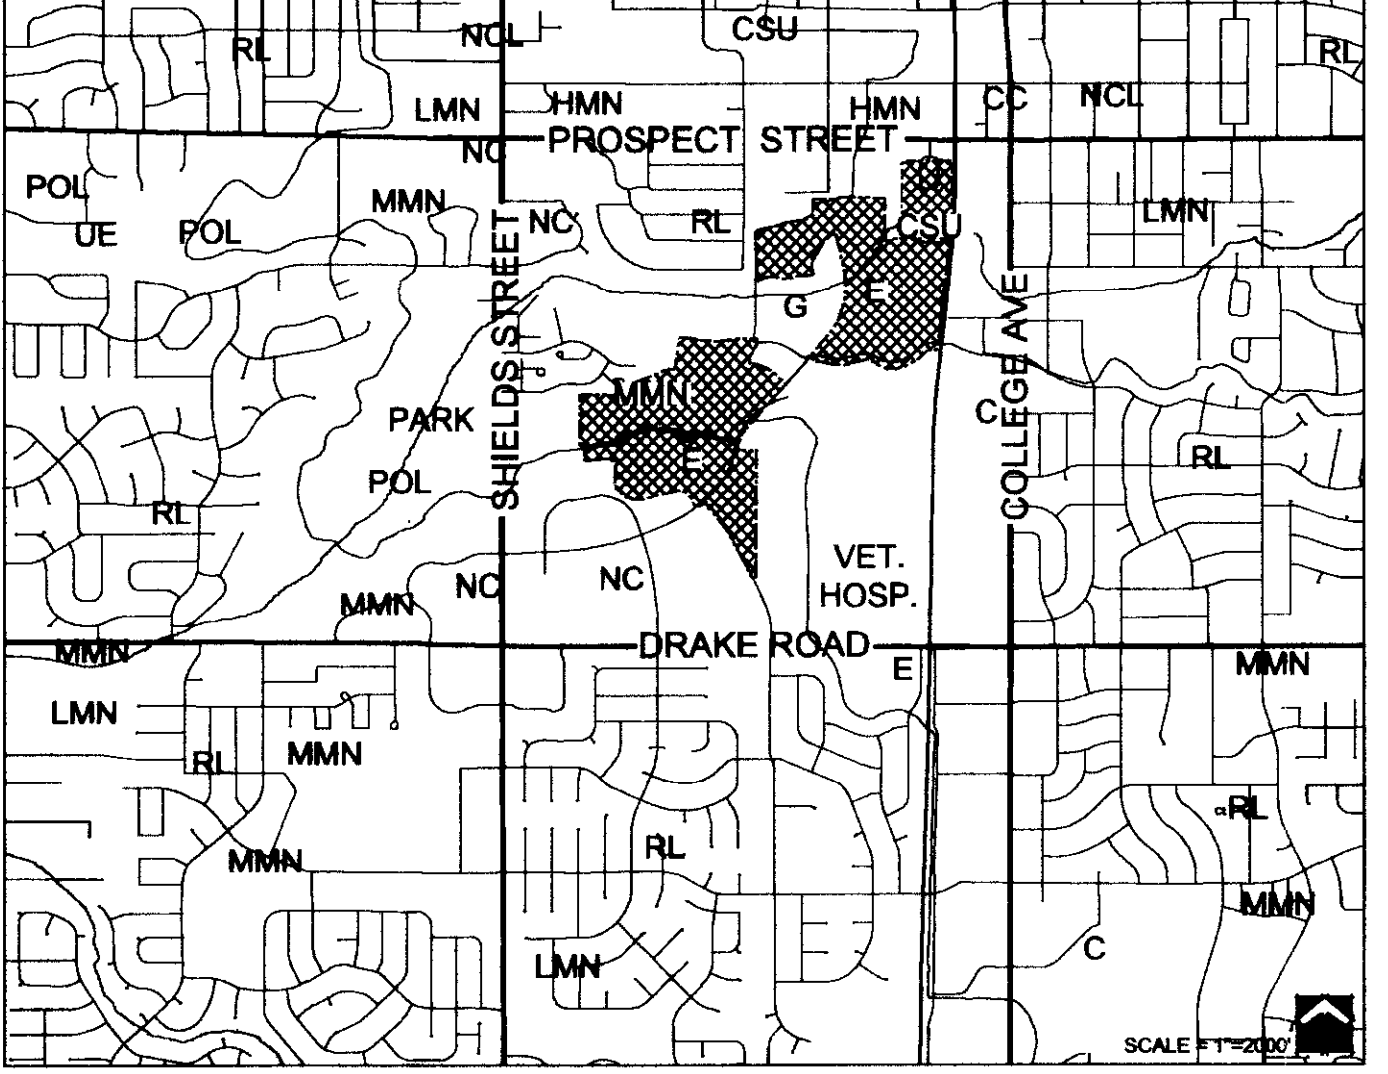 NCL
CSU
RL
RL
LMN
HMN
HMN
CC
NCL
PROSPECT STREET
NC
POL
MMN
UE
POL
NC
RL
CSU
LMN
SHIELDS STREET
G
E
COLLEGE AVE
MMN
PARK
C
POL
E
RL
RL
VET.
HOSP.
NC
NC
MMN
DRAKE ROAD
MMN
E
MMN
LMN
RL
MMN
RL
RL
MMN
MMN
LMN
C
SCALE = 1"=2000'